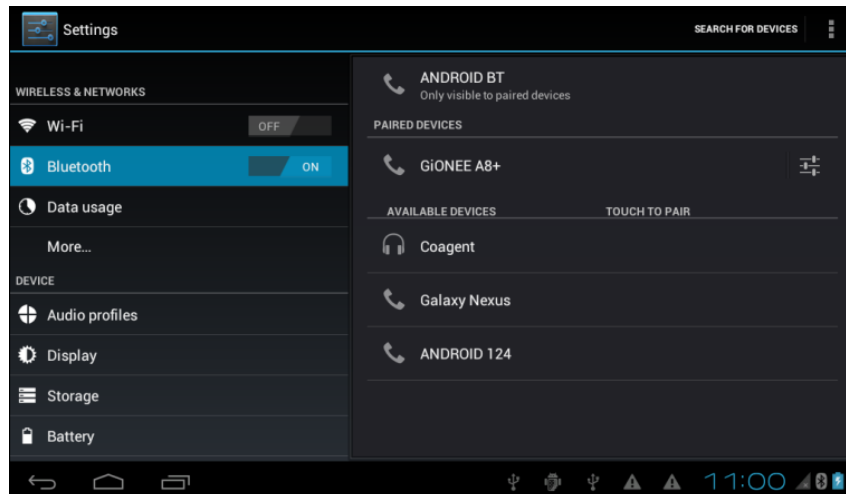 Settings
SEARCH FOR DEVICES
WIRELESS & NETWORKS
Wi-Fi
OFF
Bluetooth
ON
Data usage
More...
DEVICE
Audio profiles
Display
Storage
Battery
ANDROID BT
Only visible to paired devices
PAIRED DEVICES
GiONEE A8+
AVAILABLE DEVICES TOUCH TO PAIR
Coagent
Galaxy Nexus
ANDROID 124
11:00